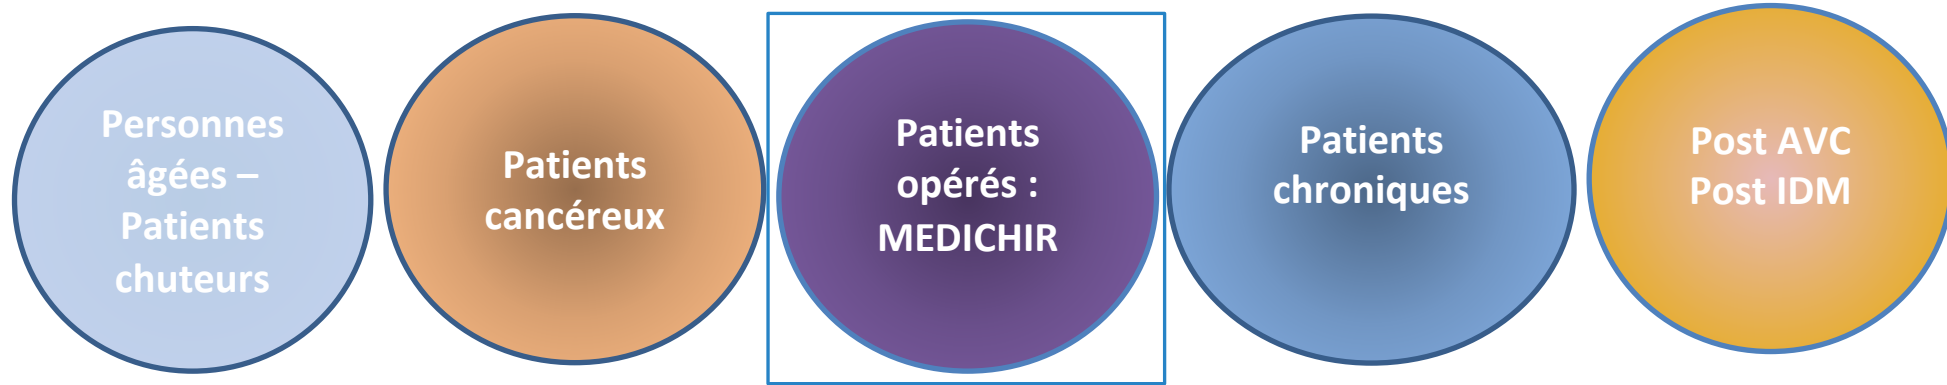 Personnes
âgées –
Patients
chuteurs
Patients
cancéreux
Patients
opérés :
MEDICHIR
Patients
chroniques
Post AVC
Post IDM